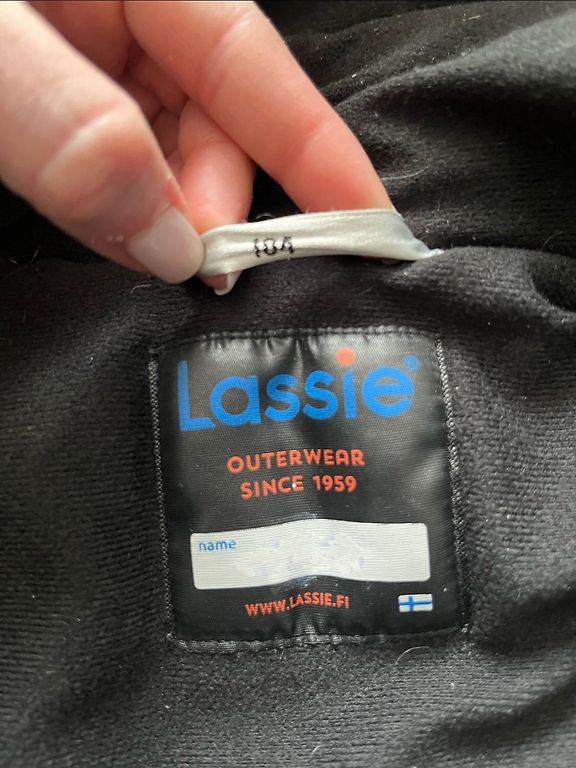 104
Lassie®
OUTERWEAR
SINCE 1959
name
WWW.LASSIE.FI